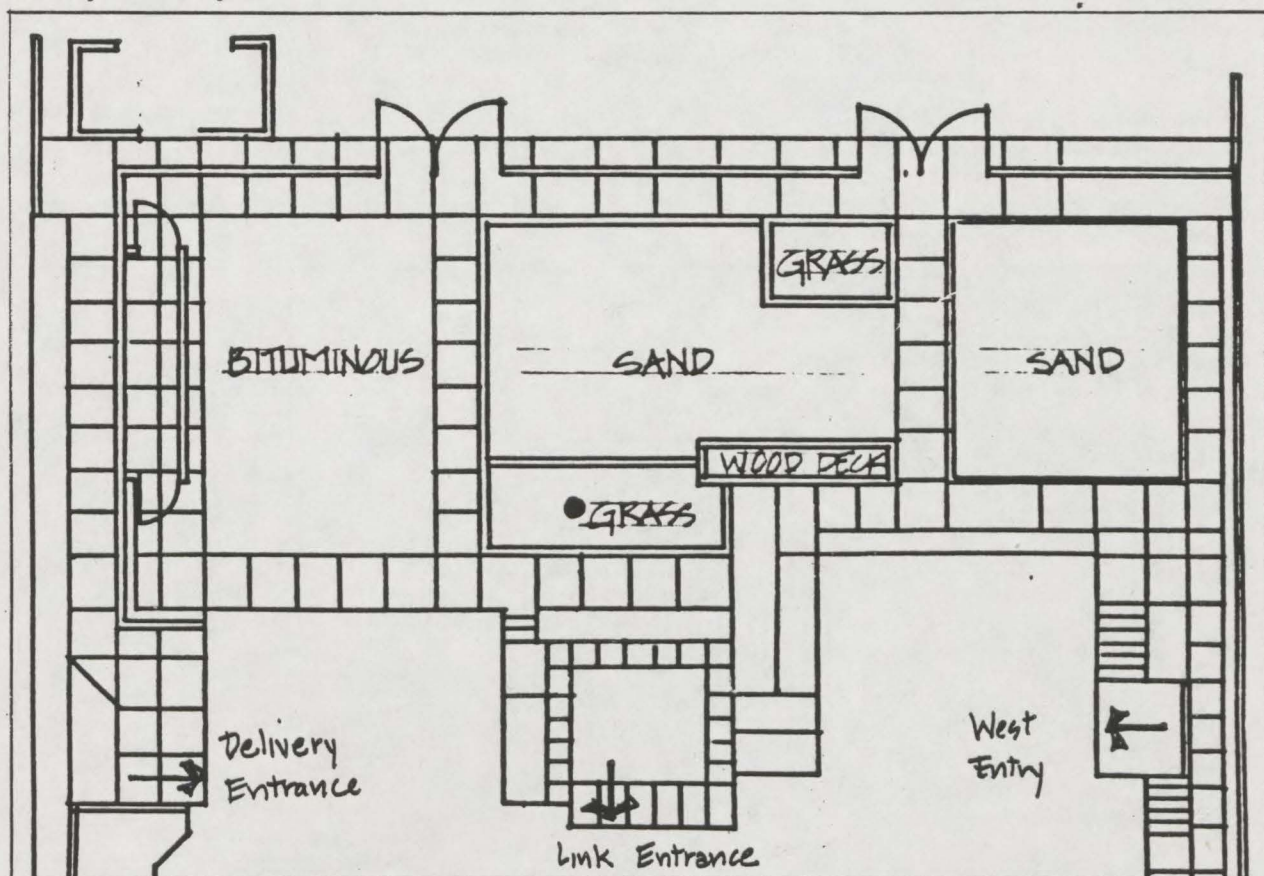 GRASS
BITUMINOUS
SAND
SAND
WOOD DECK
GRASS
Delivery
Entrance
West
Entry
Link Entrance